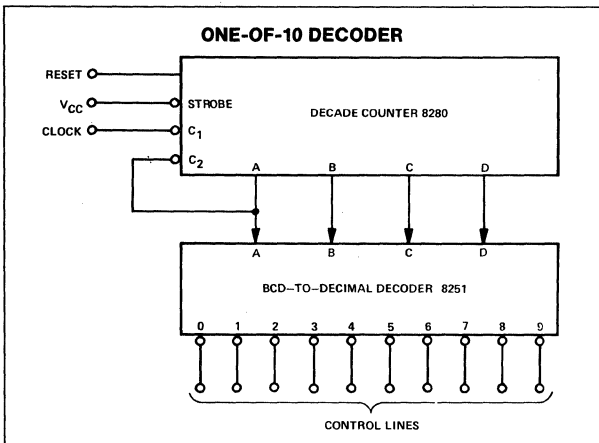 ONE-OF-10 DECODER
RESET
VCC
STROBE
DECADE COUNTER 8280
CLOCK
C1
C2
A B C D
A B C D
BCD–TO–DECIMAL DECODER 8251
0 1 2 3 4 5 6 7 8 9
CONTROL LINES